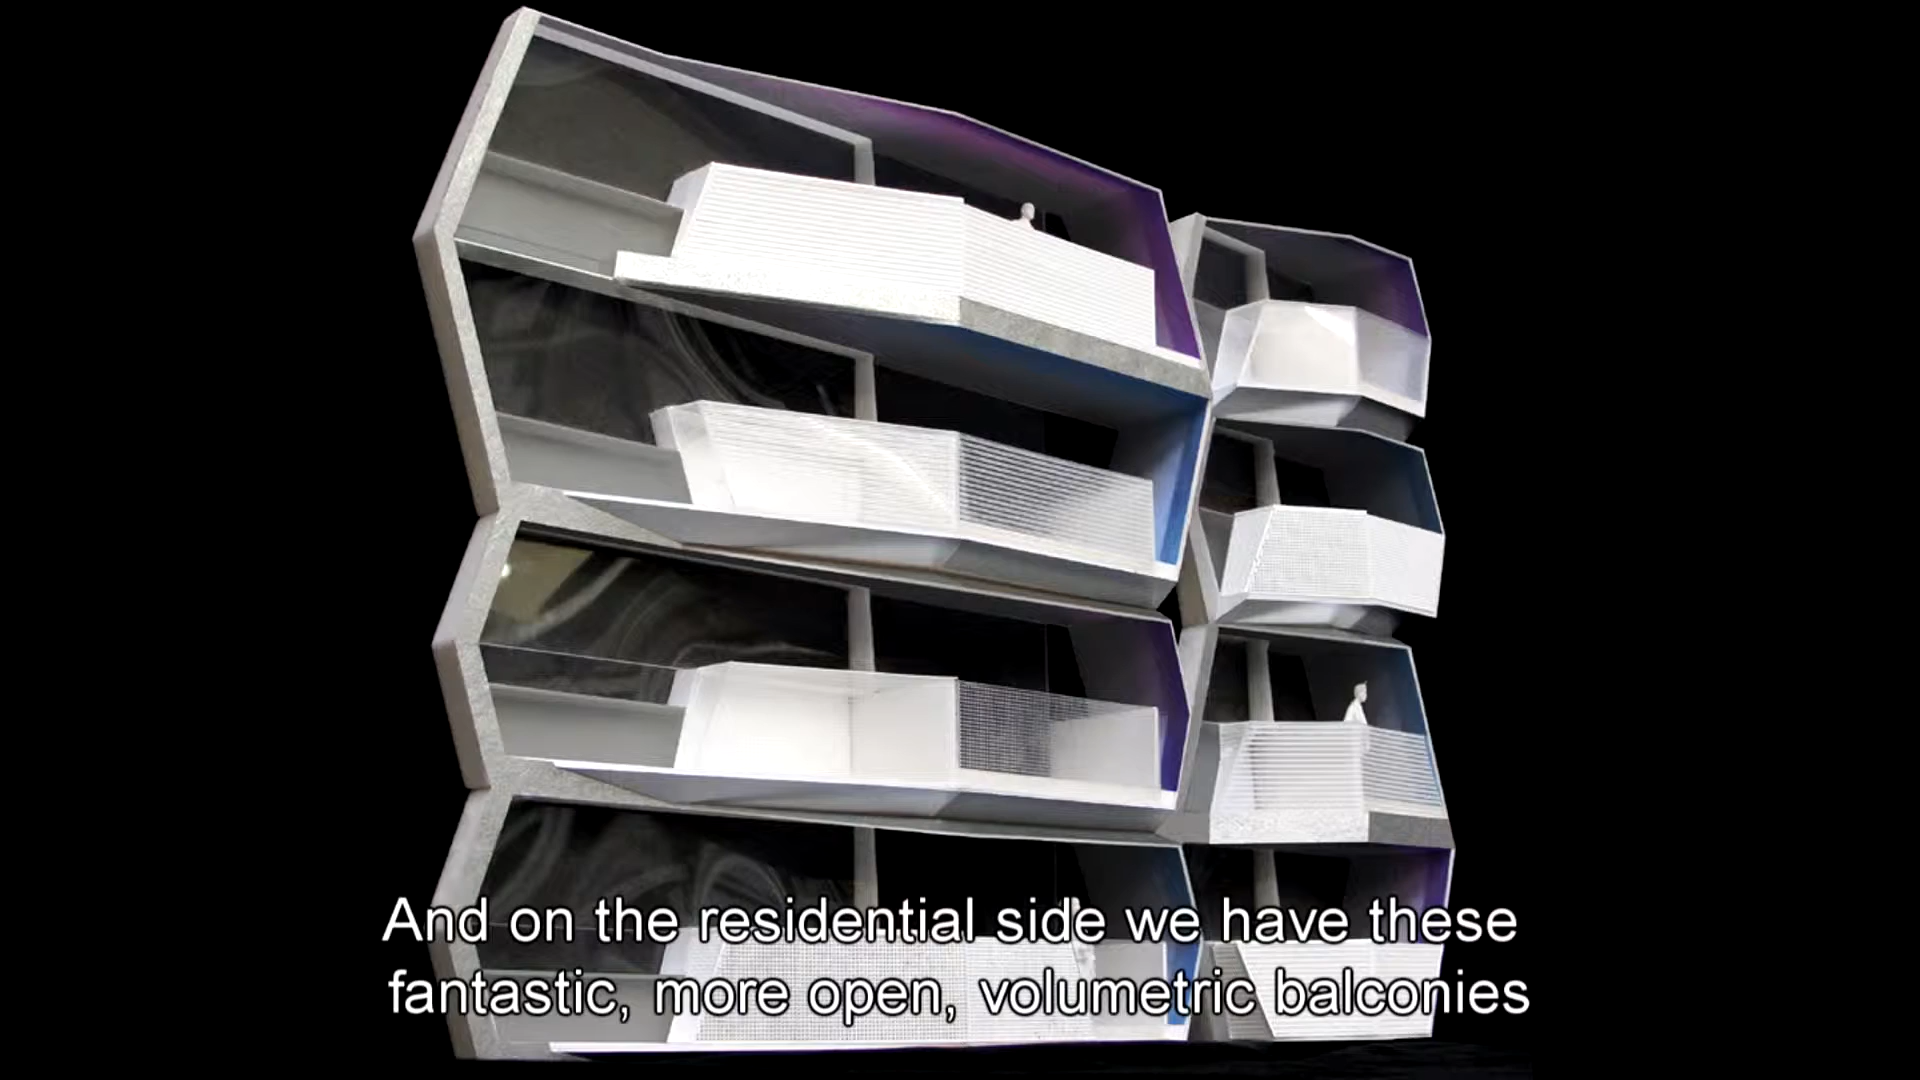 And on the residential side we have these
fantastic, more open, volumetric balconies